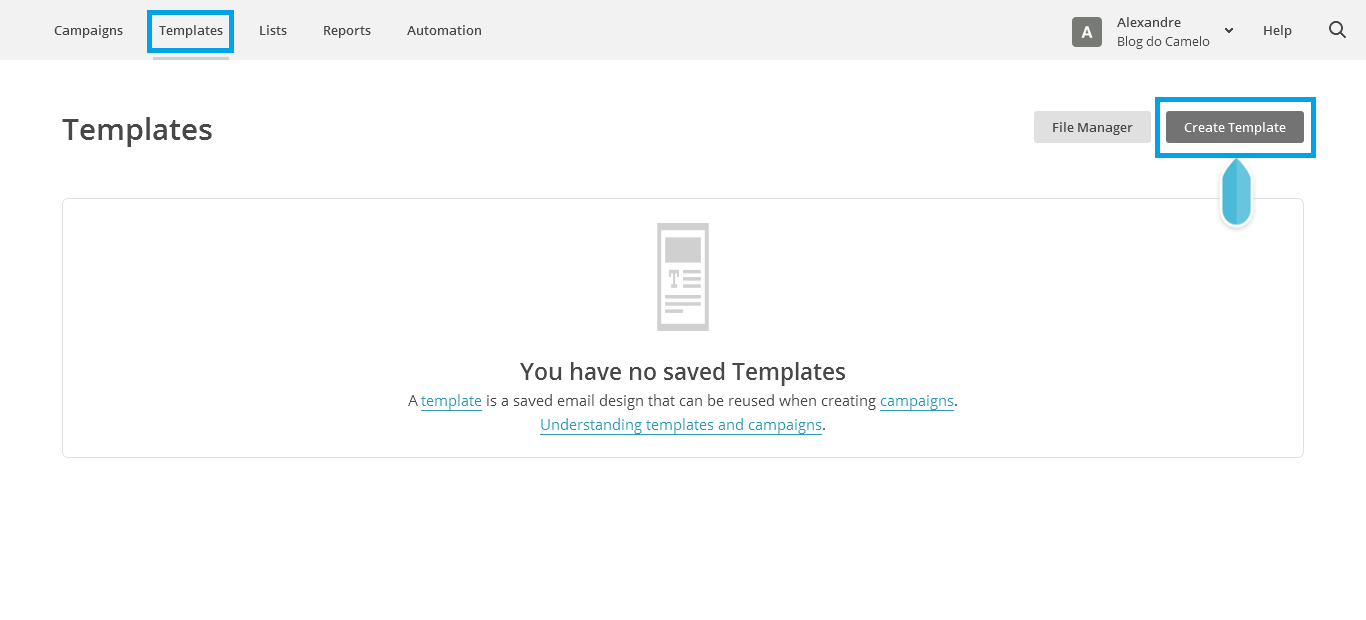 Campaigns Templates Lists Reports Automation
A Alexandre Help
Blog do Camelo
Templates File Manager Create Template
T
You have no saved Templates
A template is a saved email design that can be reused when creating campaigns.
Understanding templates and campaigns.